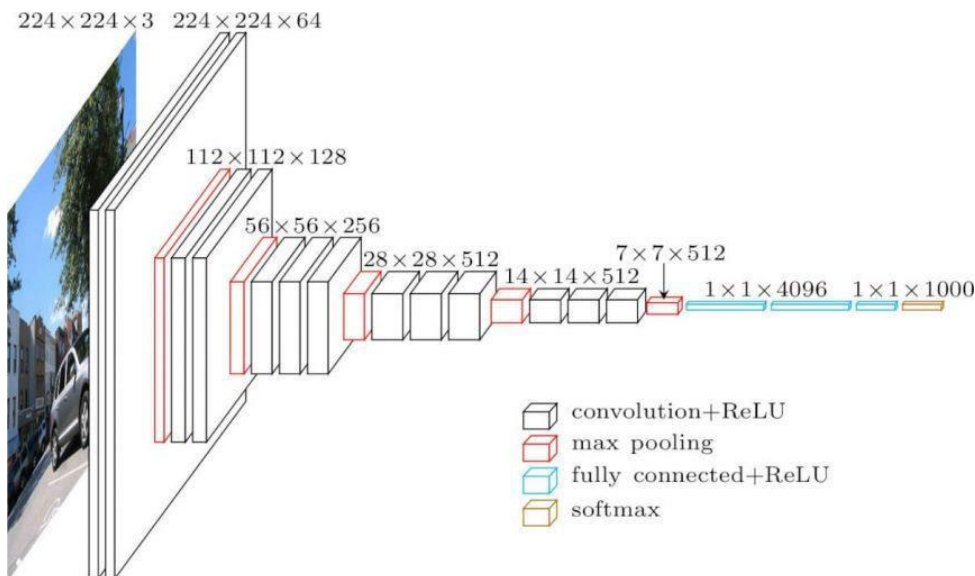 224×224×3
224×224×64
112×112×128
56×56×256
28×28×512
14×14×512
7×7×512
1×1×4096
1×1×1000
convolution+ReLU
max pooling
fully connected+ReLU
softmax